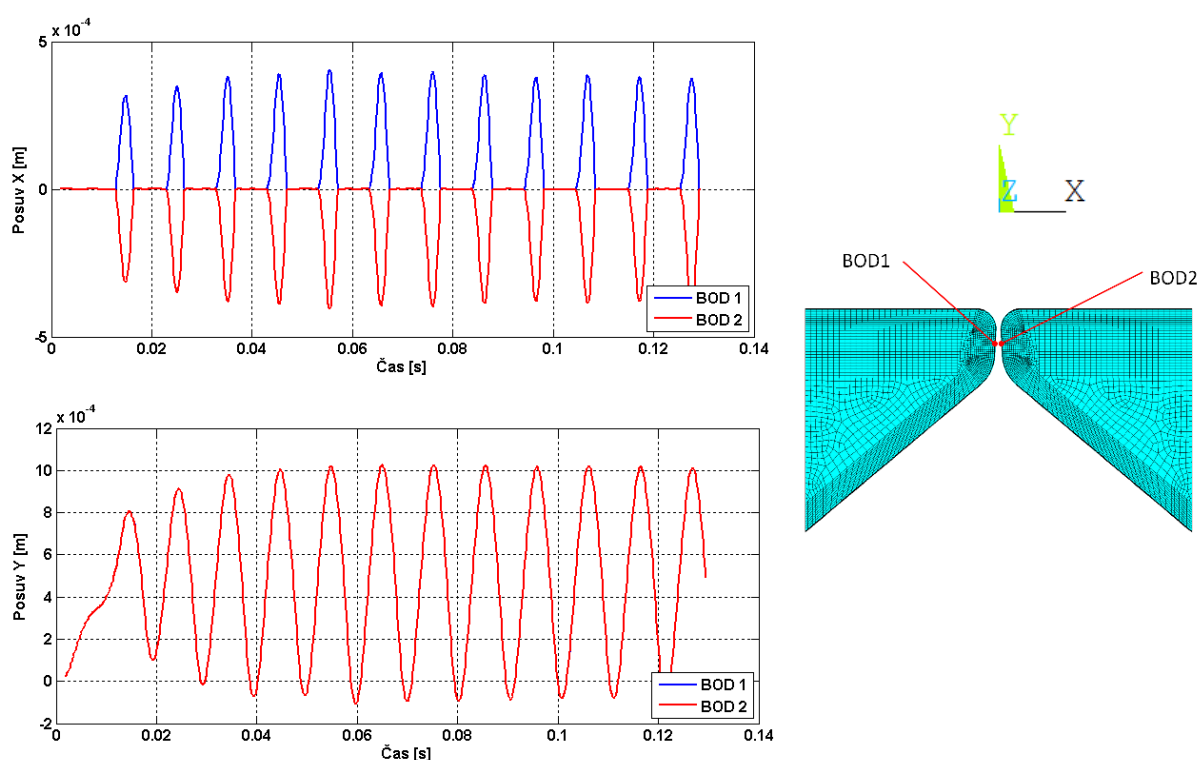 x 10⁻⁴
5
0
-5
Posuv X [m]
0 0.02 0.04 0.06 0.08 0.1 0.12 0.14
Čas [s]
BOD 1
BOD 2
x 10⁻⁴
12
10
8
6
4
2
0
-2
Posuv Y [m]
0 0.02 0.04 0.06 0.08 0.1 0.12 0.14
Čas [s]
BOD 1
BOD 2
Y
Z X
BOD1
BOD2